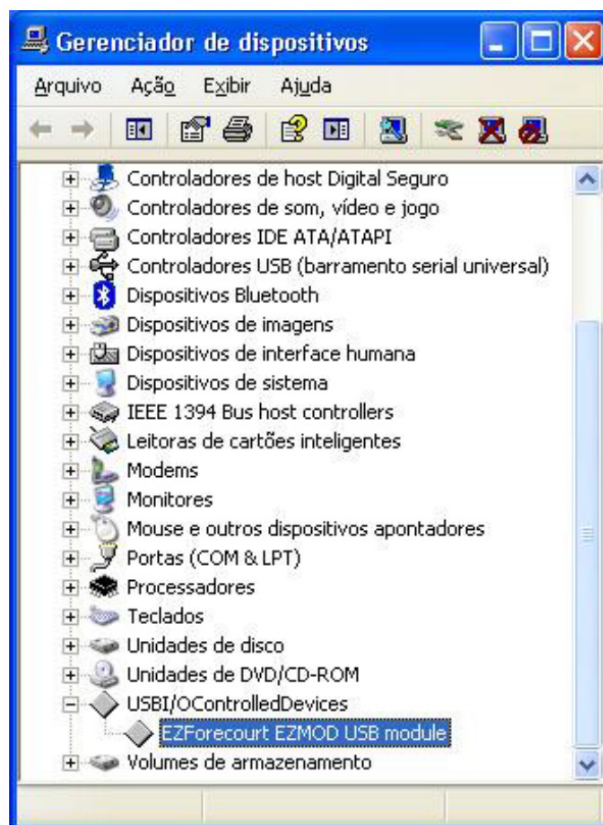 Gerenciador de dispositivos
Arquivo Ação Exibir Ajuda
Controladores de host Digital Seguro
Controladores de som, vídeo e jogo
Controladores IDE ATA/ATAPI
Controladores USB (barramento serial universal)
Dispositivos Bluetooth
Dispositivos de imagens
Dispositivos de interface humana
Dispositivos de sistema
IEEE 1394 Bus host controllers
Leitoras de cartões inteligentes
Modems
Monitores
Mouse e outros dispositivos apontadores
Portas (COM & LPT)
Processadores
Teclados
Unidades de disco
Unidades de DVD/CD-ROM
USBI/OControlledDevices
EZForecourt EZMOD USB module
Volumes de armazenamento